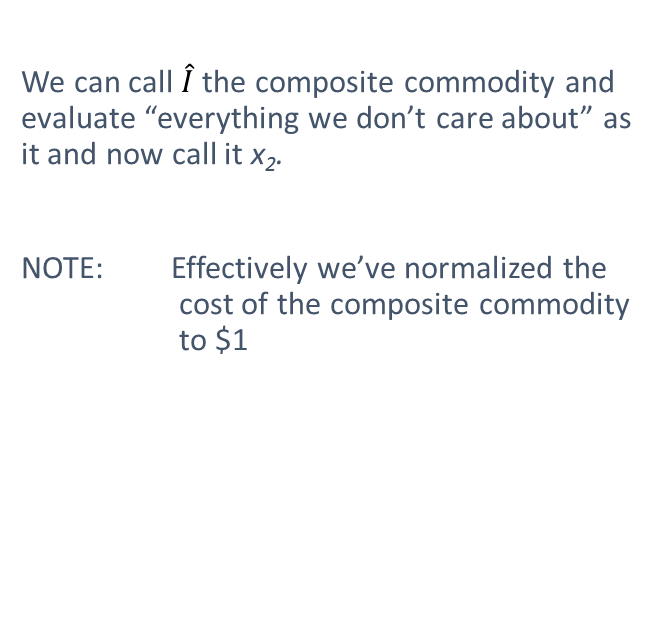 We can call Î the composite commodity and
evaluate “everything we don’t care about” as
it and now call it x₂.
NOTE: Effectively we’ve normalized the
cost of the composite commodity
to $1